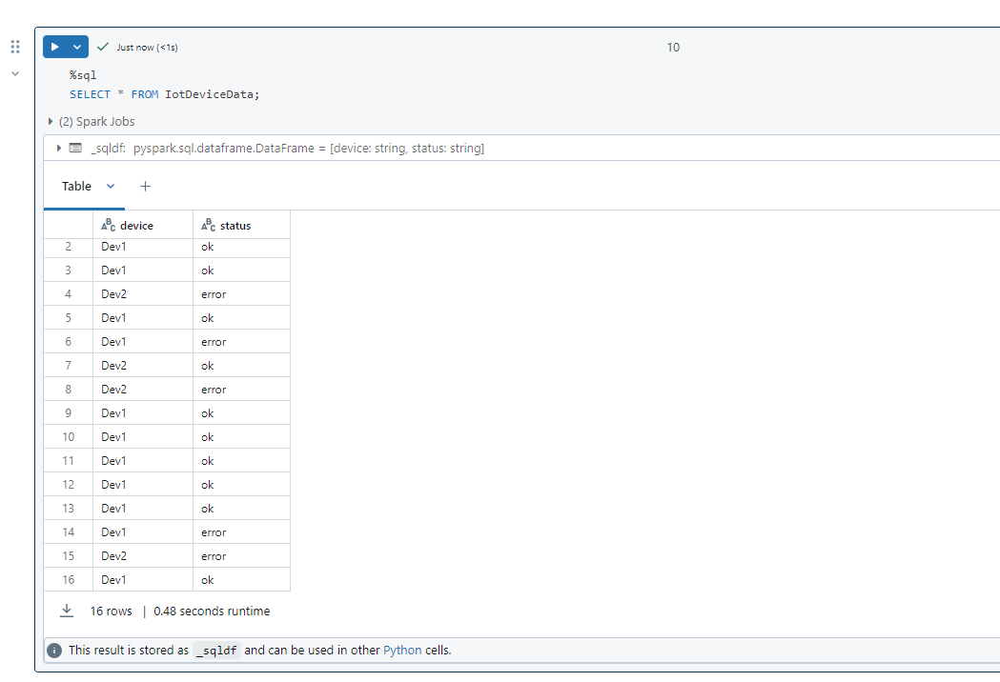 Just now (<1s)
10
%sql
SELECT * FROM IotDeviceData;
(2) Spark Jobs
_sqldf: pyspark.sql.dataframe.DataFrame = [device: string, status: string]
Table
ABC device ABC status
2 Dev1 ok
3 Dev1 ok
4 Dev2 error
5 Dev1 ok
6 Dev1 error
7 Dev2 ok
8 Dev2 error
9 Dev1 ok
10 Dev1 ok
11 Dev1 ok
12 Dev1 ok
13 Dev1 ok
14 Dev1 error
15 Dev2 error
16 Dev1 ok
16 rows | 0.48 seconds runtime
This result is stored as _sqldf and can be used in other Python cells.